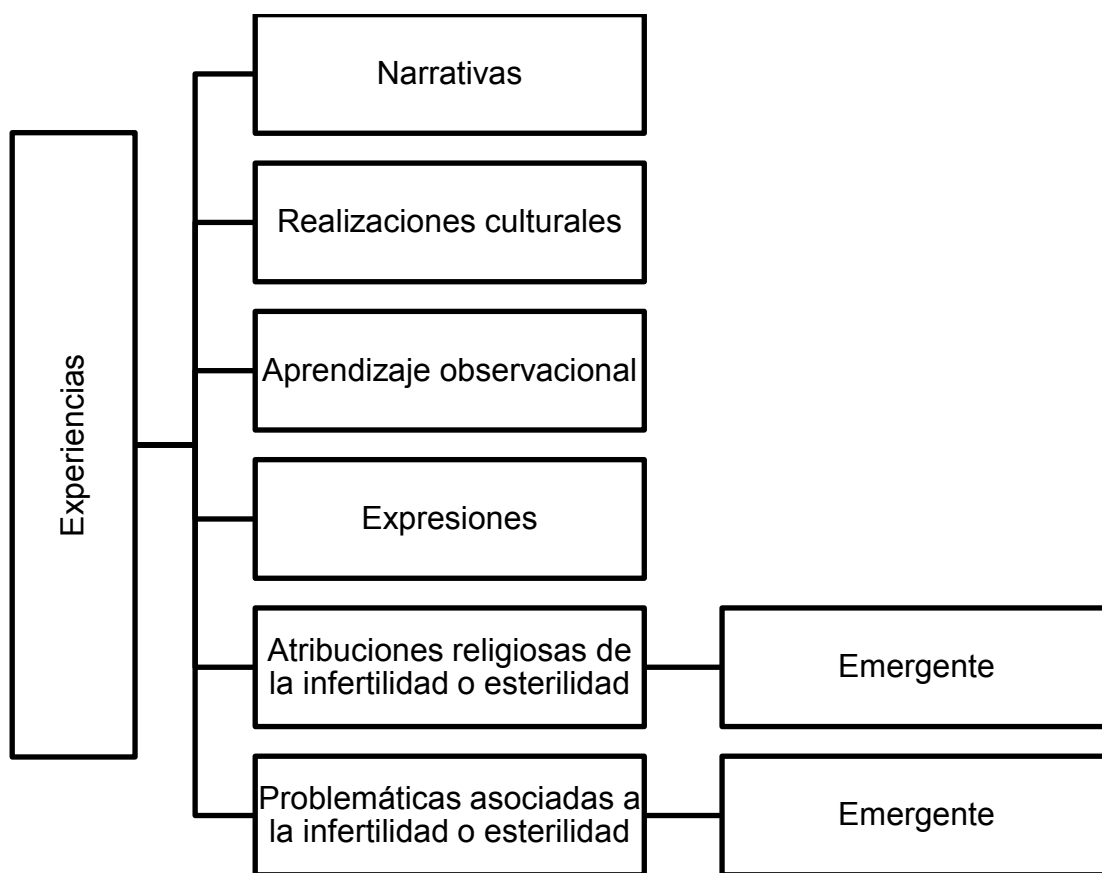 Experiencias
Narrativas
Realizaciones culturales
Aprendizaje observacional
Expresiones
Atribuciones religiosas de
la infertilidad o esterilidad
Emergente
Problemáticas asociadas a
la infertilidad o esterilidad
Emergente